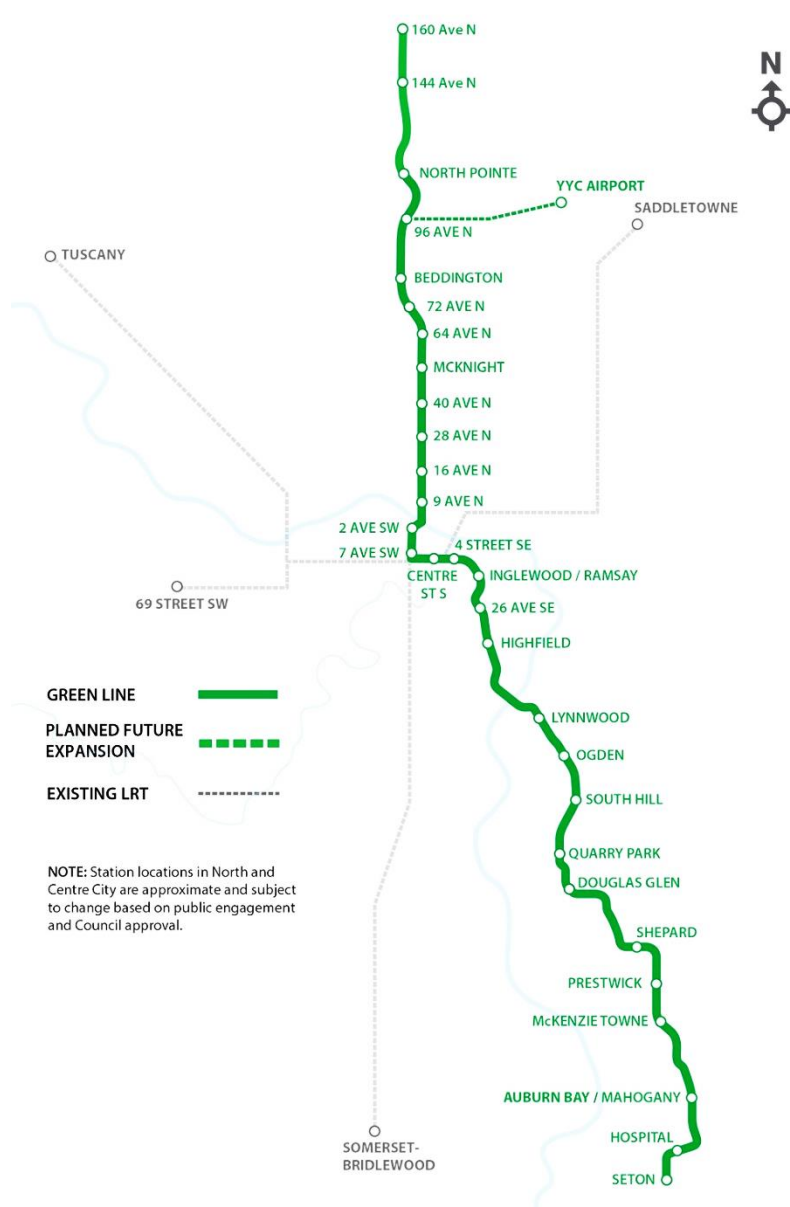 160 Ave N
144 Ave N
N
NORTH POINTE
YYC AIRPORT
SADDLETOWNE
96 AVE N
TUSCANY
BEDDINGTON
72 AVE N
64 AVE N
MCKNIGHT
40 AVE N
28 AVE N
16 AVE N
9 AVE N
2 AVE SW
7 AVE SW
4 STREET SE
CENTRE
ST S
INGLEWOOD / RAMSAY
69 STREET SW
26 AVE SE
HIGHFIELD
GREEN LINE
PLANNED FUTURE
EXPANSION
EXISTING LRT
LYNNWOOD
OGDEN
SOUTH HILL
QUARRY PARK
DOUGLAS GLEN
NOTE: Station locations in North and
Centre City are approximate and subject
to change based on public engagement
and Council approval.
SHEPARD
PRESTWICK
McKENZIE TOWNE
AUBURN BAY / MAHOGANY
HOSPITAL
SETON
SOMERSET-
BRIDLEWOOD